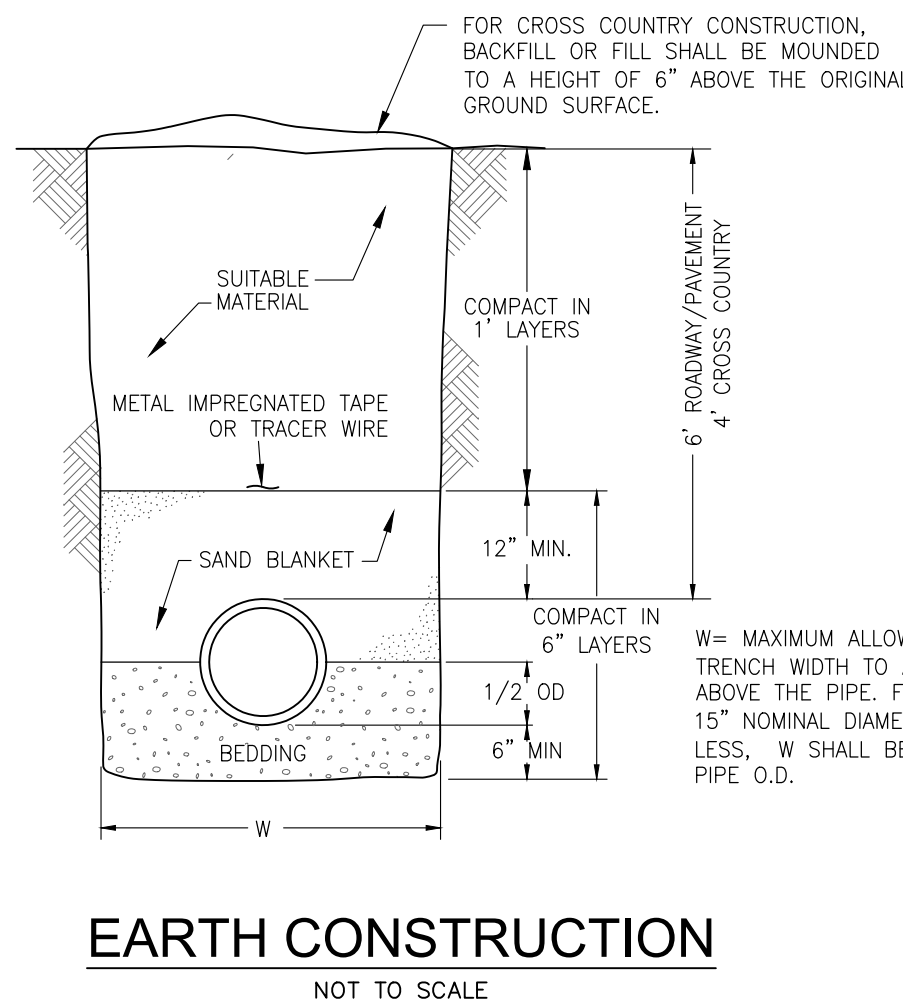 FOR CROSS COUNTRY CONSTRUCTION,
BACKFILL OR FILL SHALL BE MOUNDED
TO A HEIGHT OF 6" ABOVE THE ORIGINAL
GROUND SURFACE.
SUITABLE
MATERIAL
COMPACT IN
1' LAYERS
6' ROADWAY/PAVEMENT
4' CROSS COUNTRY
METAL IMPREGNATED TAPE
OR TRACER WIRE
12" MIN.
SAND BLANKET
COMPACT IN
6" LAYERS
W= MAXIMUM
TRENCH WIDTH TO
ABOVE THE PIPE.
15" NOMINAL
LESS, W SHALL
PIPE O.D.
1/2 OD
BEDDING
6" MIN
W
EARTH CONSTRUCTION
NOT TO SCALE